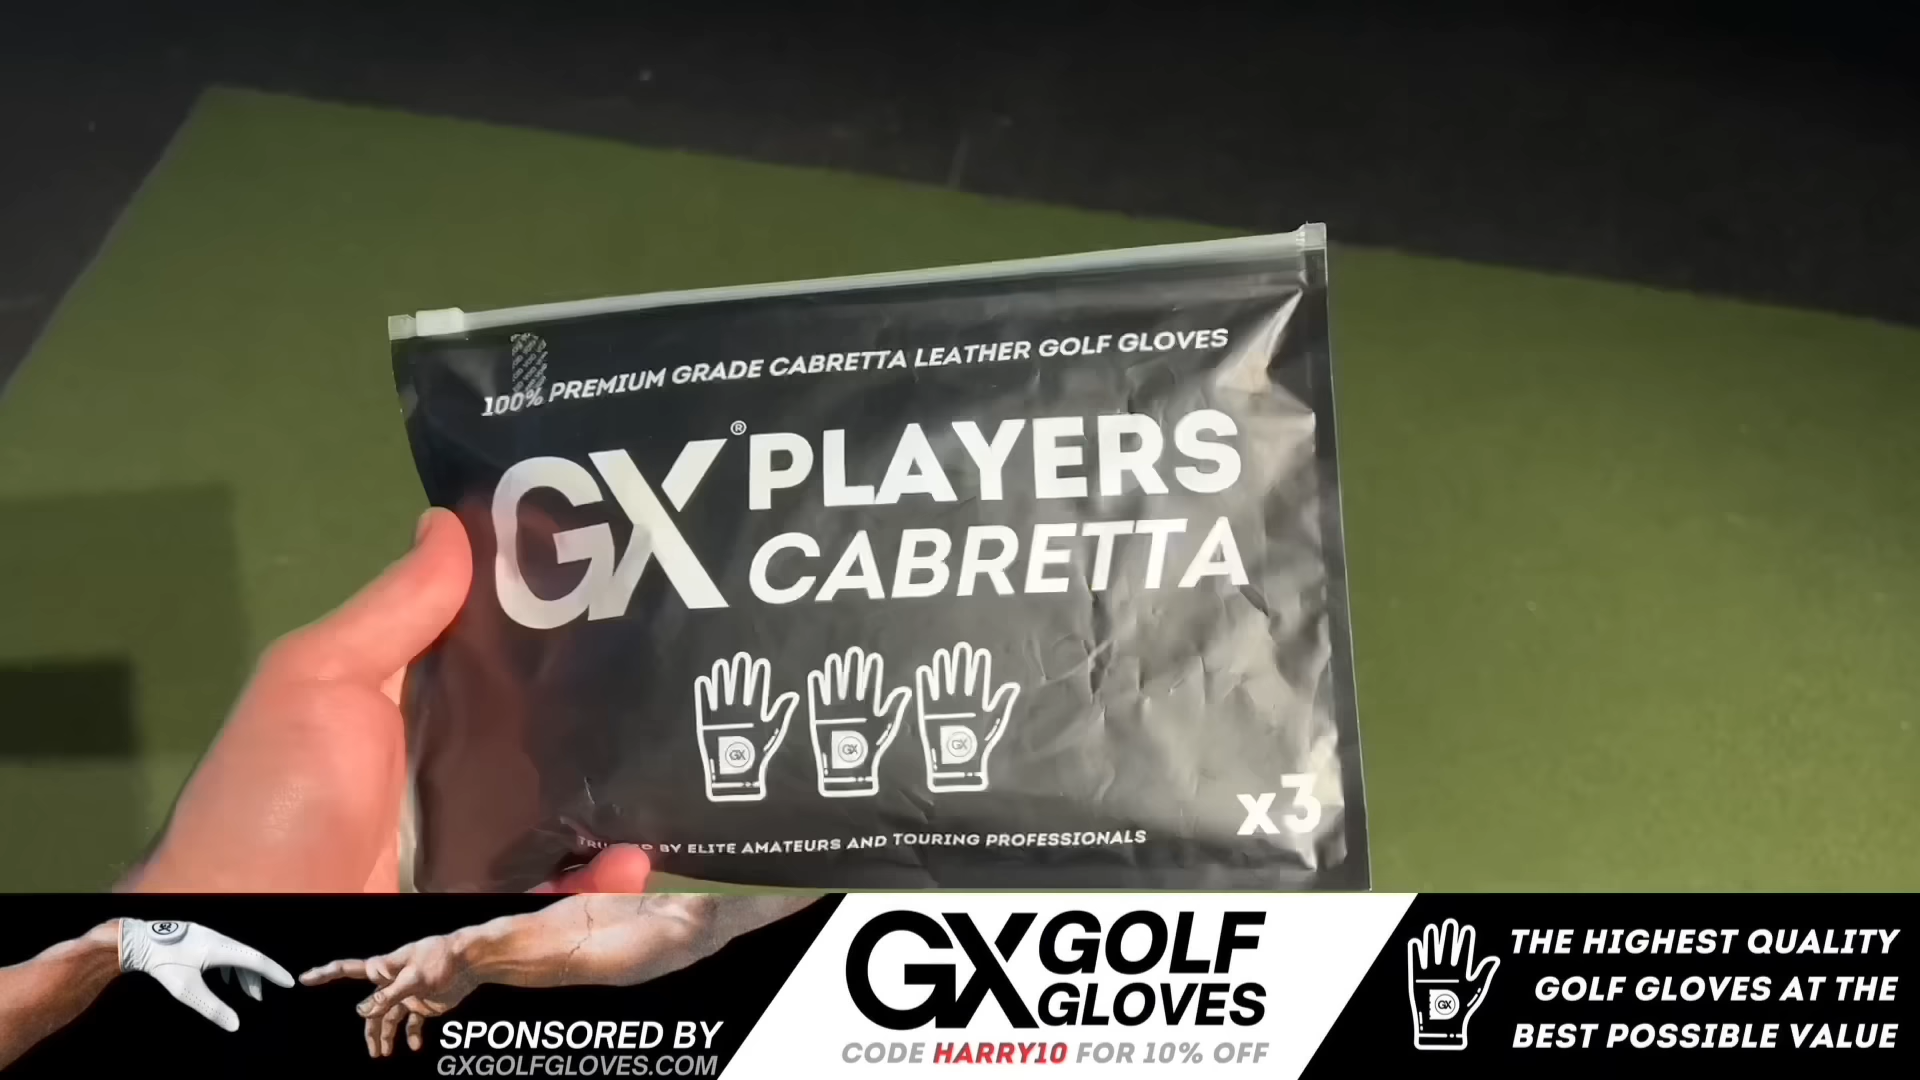 100% PREMIUM GRADE CABRETTA LEATHER GOLF GLOVES
GX® PLAYERS
CABRETTA
GX
GX
GX
x3
BY ELITE AMATEURS AND TOURING PROFESSIONALS
SPONSORED BY
GXGOLFGLOVES.COM
GX GOLF
GLOVES
CODE HARRY10 FOR 10% OFF
GX
THE HIGHEST QUALITY
GOLF GLOVES AT THE
BEST POSSIBLE VALUE